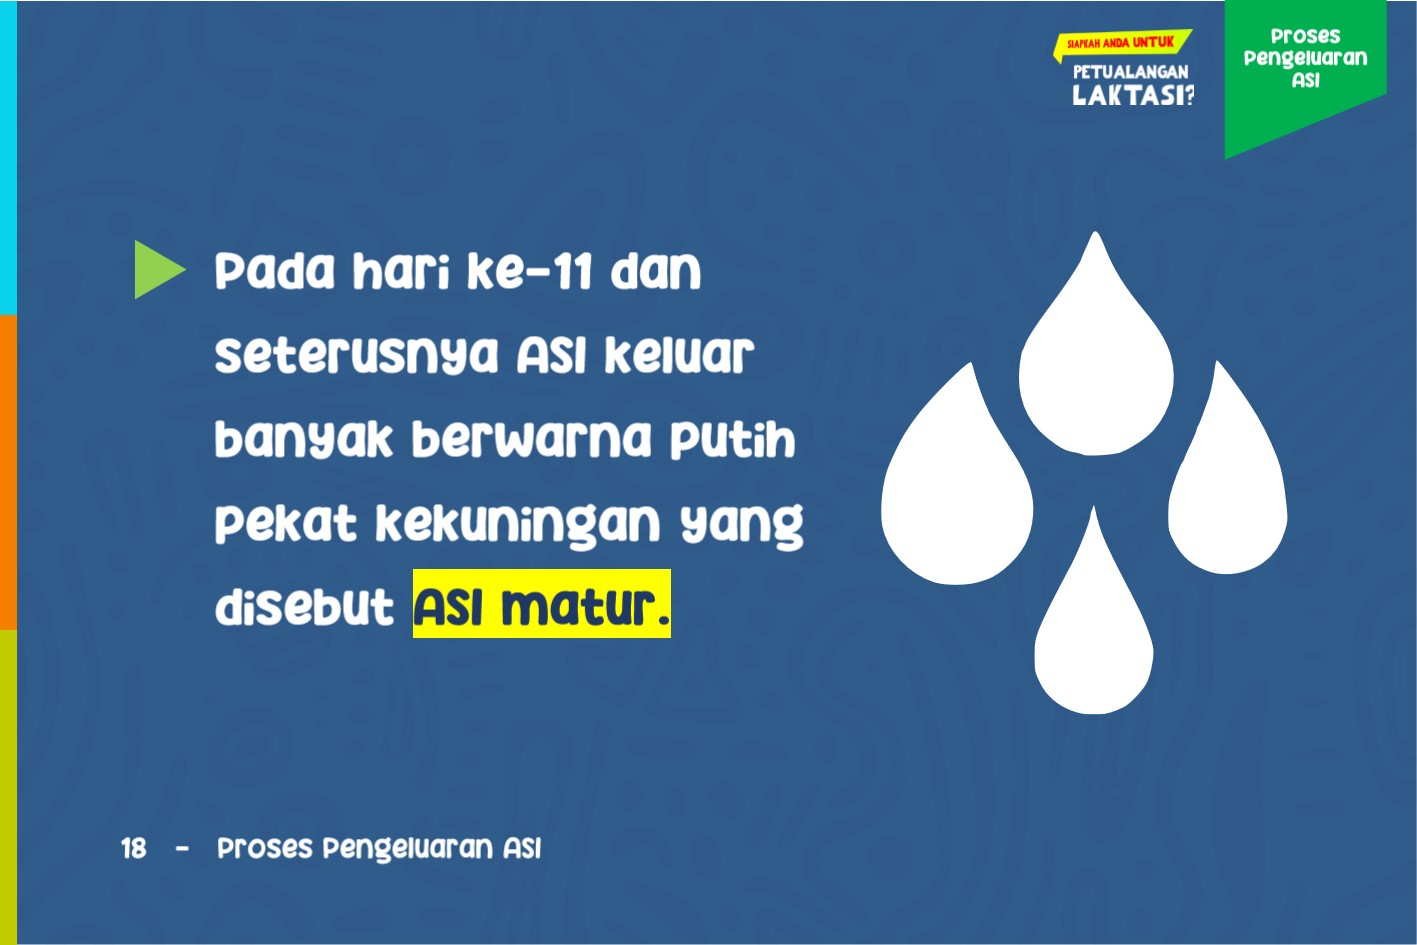 SIAPKAH ANDA UNTUK
PETUALANGAN
LAKTASI?
Proses
Pengeluaran
ASI
Pada hari ke-11 dan
seterusnya ASI keluar
banyak berwarna putih
pekat kekuningan yang
disebut ASI matur.
18 - Proses Pengeluaran ASI